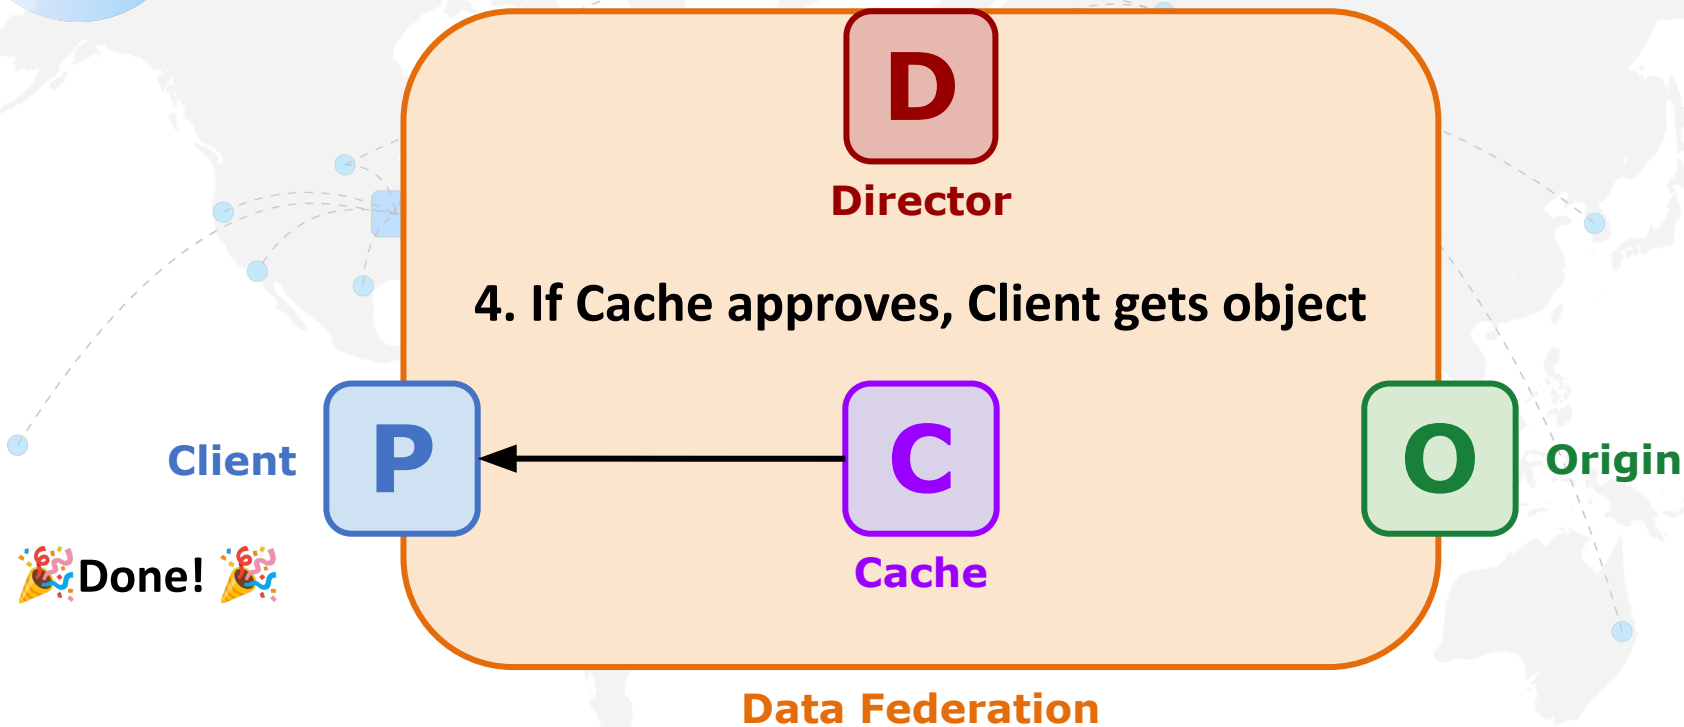 D
Director
4. If Cache approves, Client gets object
Client
P
C
O
Origin
🎉Done! 🎉
Cache
Data Federation